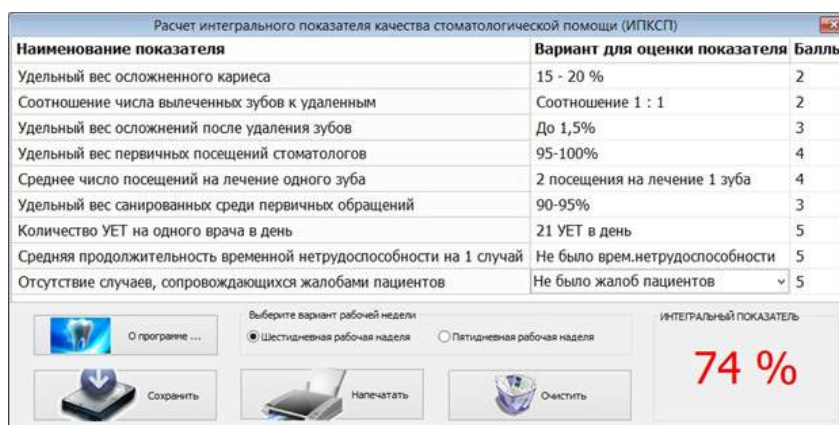 Расчет интегрального показателя качества стоматологической помощи (ИПКСП)
Наименование показателя Вариант для оценки показателя Баллы
Удельный вес осложненного кариеса 15 - 20 % 2
Соотношение числа вылеченных зубов к удаленным Соотношение 1 : 1 2
Удельный вес осложнений после удаления зубов До 1,5% 3
Удельный вес первичных посещений стоматологов 95-100% 4
Среднее число посещений на лечение одного зуба 2 посещения на лечение 1 зуба 4
Удельный вес санированных среди первичных обращений 90-95% 3
Количество УЕТ на одного врача в день 21 УЕТ в день 5
Средняя продолжительность временной нетрудоспособности на 1 случай Не было врем.нетрудоспособности 5
Отсутствие случаев, сопровождающихся жалобами пациентов Не было жалоб пациентов 5
Выберите вариант рабочей недели
ИНТЕГРАЛЬНЫЙ ПОКАЗАТЕЛЬ
О программе ...
Шестидневная рабочая наделя Пятидневная рабочая наделя
74 %
Сохранить Напечатать Очистить